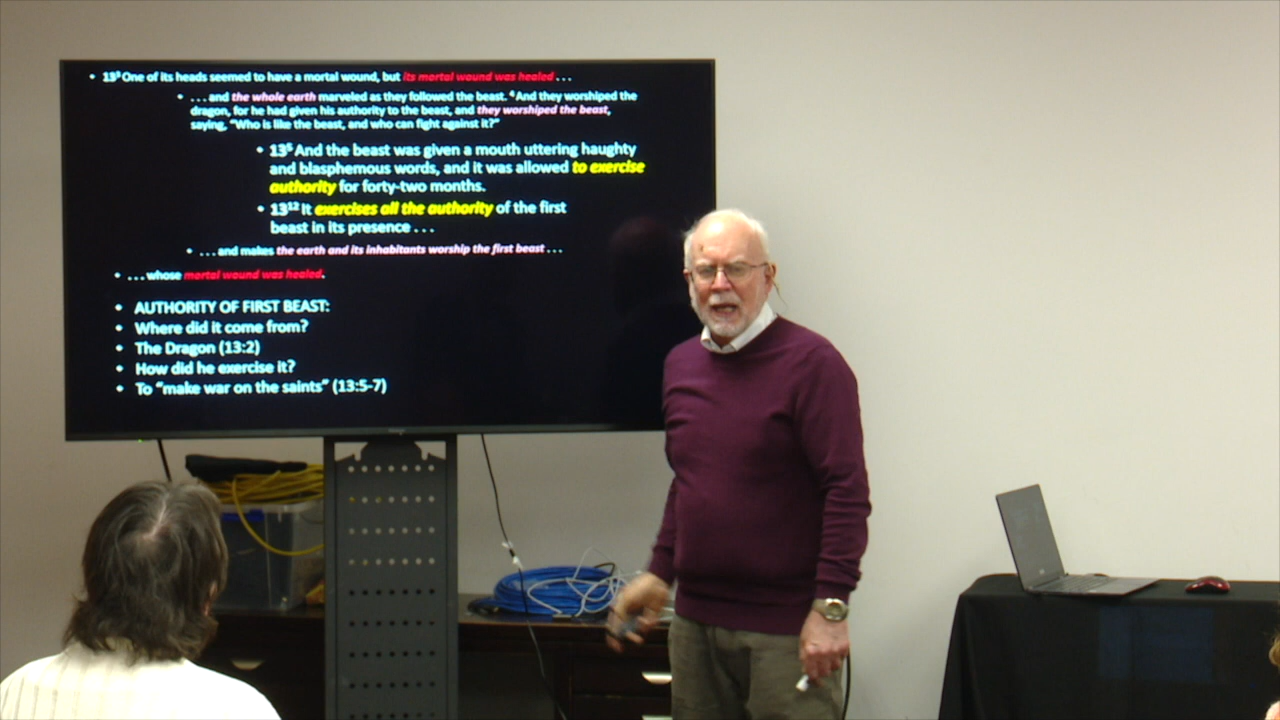 • 13³ One of its heads seemed to have a mortal wound, but its mortal wound was healed . . .
• . . . and the whole earth marveled as they followed the beast. ⁴ And they worshiped the
dragon, for he had given his authority to the beast, and they worshiped the beast,
saying, “Who is like the beast, and who can fight against it?”
• 13⁵ And the beast was given a mouth uttering haughty
and blasphemous words, and it was allowed to exercise
authority for forty-two months.
• 13¹² It exercises all the authority of the first
beast in its presence . . .
• . . . and makes the earth and its inhabitants worship the first beast . . .
• . . . whose mortal wound was healed.
• AUTHORITY OF FIRST BEAST:
• Where did it come from?
• The Dragon (13:2)
• How did he exercise it?
• To “make war on the saints” (13:5-7)